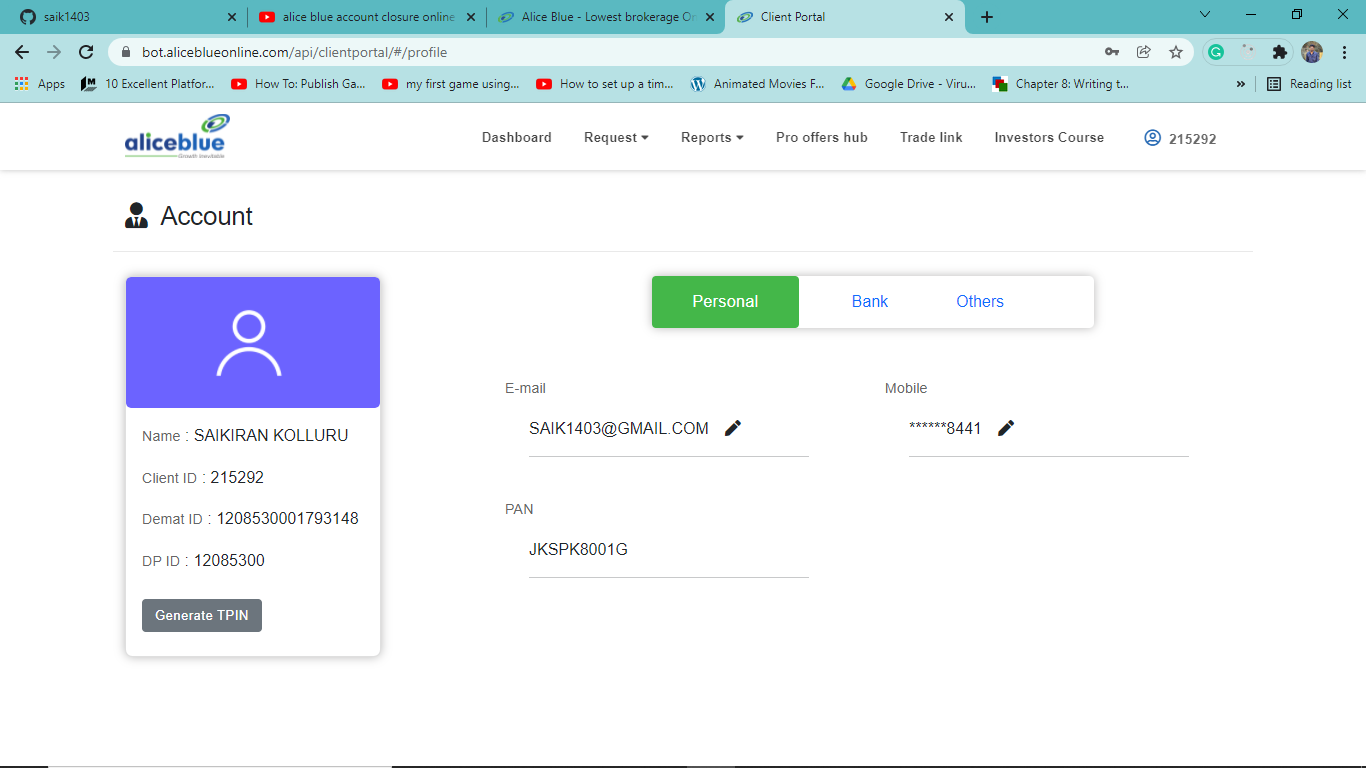 saik1403
alice blue account closure online
Alice Blue - Lowest brokerage On
Client Portal
bot.aliceblueonline.com/api/clientportal/#/profile
Apps
10 Excellent Platfor...
How To: Publish Ga...
my first game using...
How to set up a tim...
Animated Movies F...
Google Drive - Viru...
Chapter 8: Writing t...
»
Reading list
aliceblue
Growth Inevitable
Dashboard
Request
Reports
Pro offers hub
Trade link
Investors Course
215292
Account
Name : SAIKIRAN KOLLURU
Client ID : 215292
Demat ID : 1208530001793148
DP ID : 12085300
Generate TPIN
Personal
Bank
Others
E-mail
SAIK1403@GMAIL.COM
Mobile
******8441
PAN
JKSPK8001G